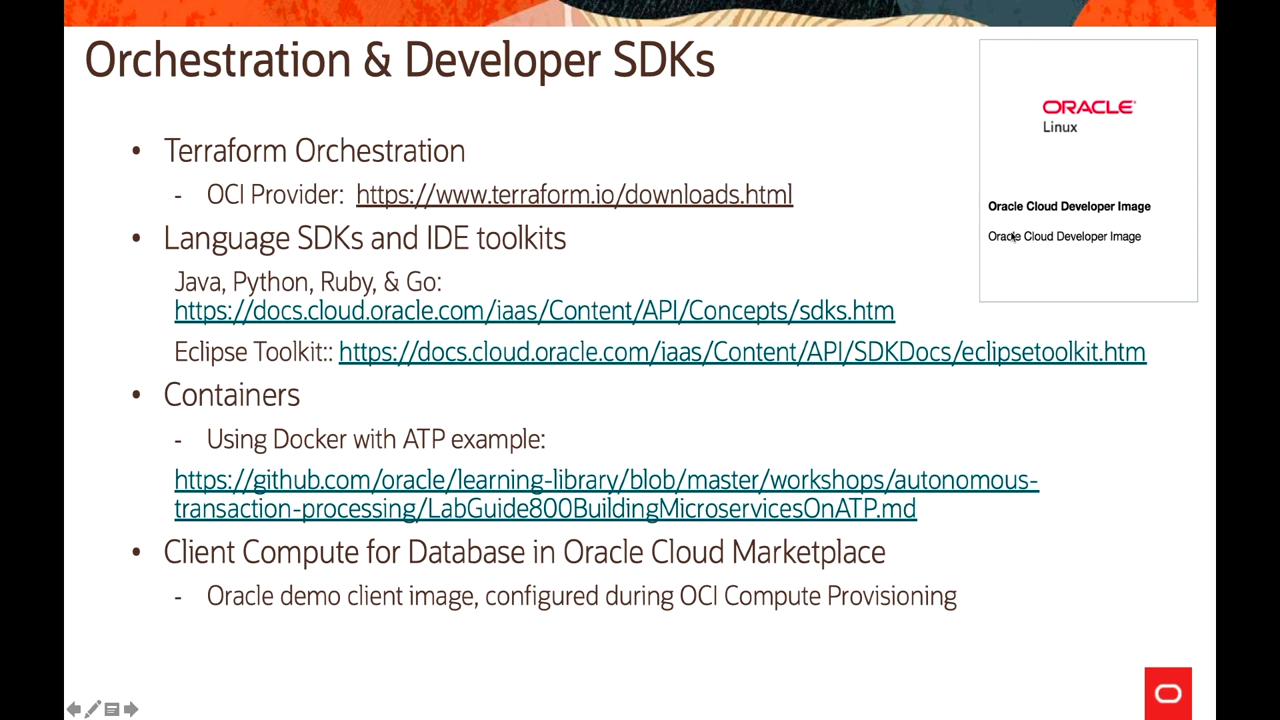 Orchestration & Developer SDKs
ORACLE
Linux
Oracle Cloud Developer Image
Oracle Cloud Developer Image
• Terraform Orchestration
- OCI Provider: https://www.terraform.io/downloads.html
• Language SDKs and IDE toolkits
Java, Python, Ruby, & Go:
https://docs.cloud.oracle.com/iaas/Content/API/Concepts/sdks.htm
Eclipse Toolkit:: https://docs.cloud.oracle.com/iaas/Content/API/SDKDocs/eclipsetoolkit.htm
• Containers
- Using Docker with ATP example:
https://github.com/oracle/learning-library/blob/master/workshops/autonomous-
transaction-processing/LabGuide800BuildingMicroservicesOnATP.md
• Client Compute for Database in Oracle Cloud Marketplace
- Oracle demo client image, configured during OCI Compute Provisioning